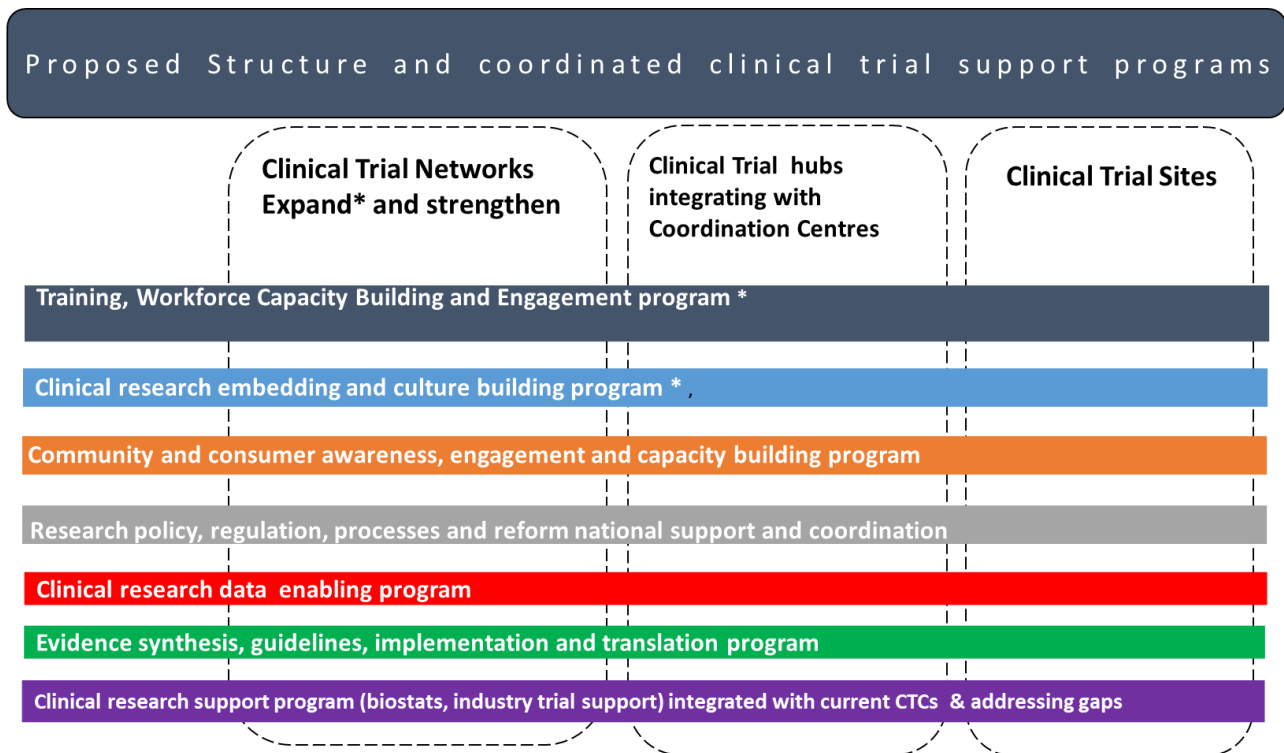 Proposed Structure and coordinated clinical trial support programs
Clinical Trial Networks
Expand* and strengthen
Clinical Trial hubs
integrating with
Coordination Centres
Clinical Trial Sites
Training, Workforce Capacity Building and Engagement program *
Clinical research embedding and culture building program * ,
Community and consumer awareness, engagement and capacity building program
Research policy, regulation, processes and reform national support and coordination
Clinical research data enabling program
Evidence synthesis, guidelines, implementation and translation program
Clinical research support program (biostats, industry trial support) integrated with current CTCs & addressing gaps